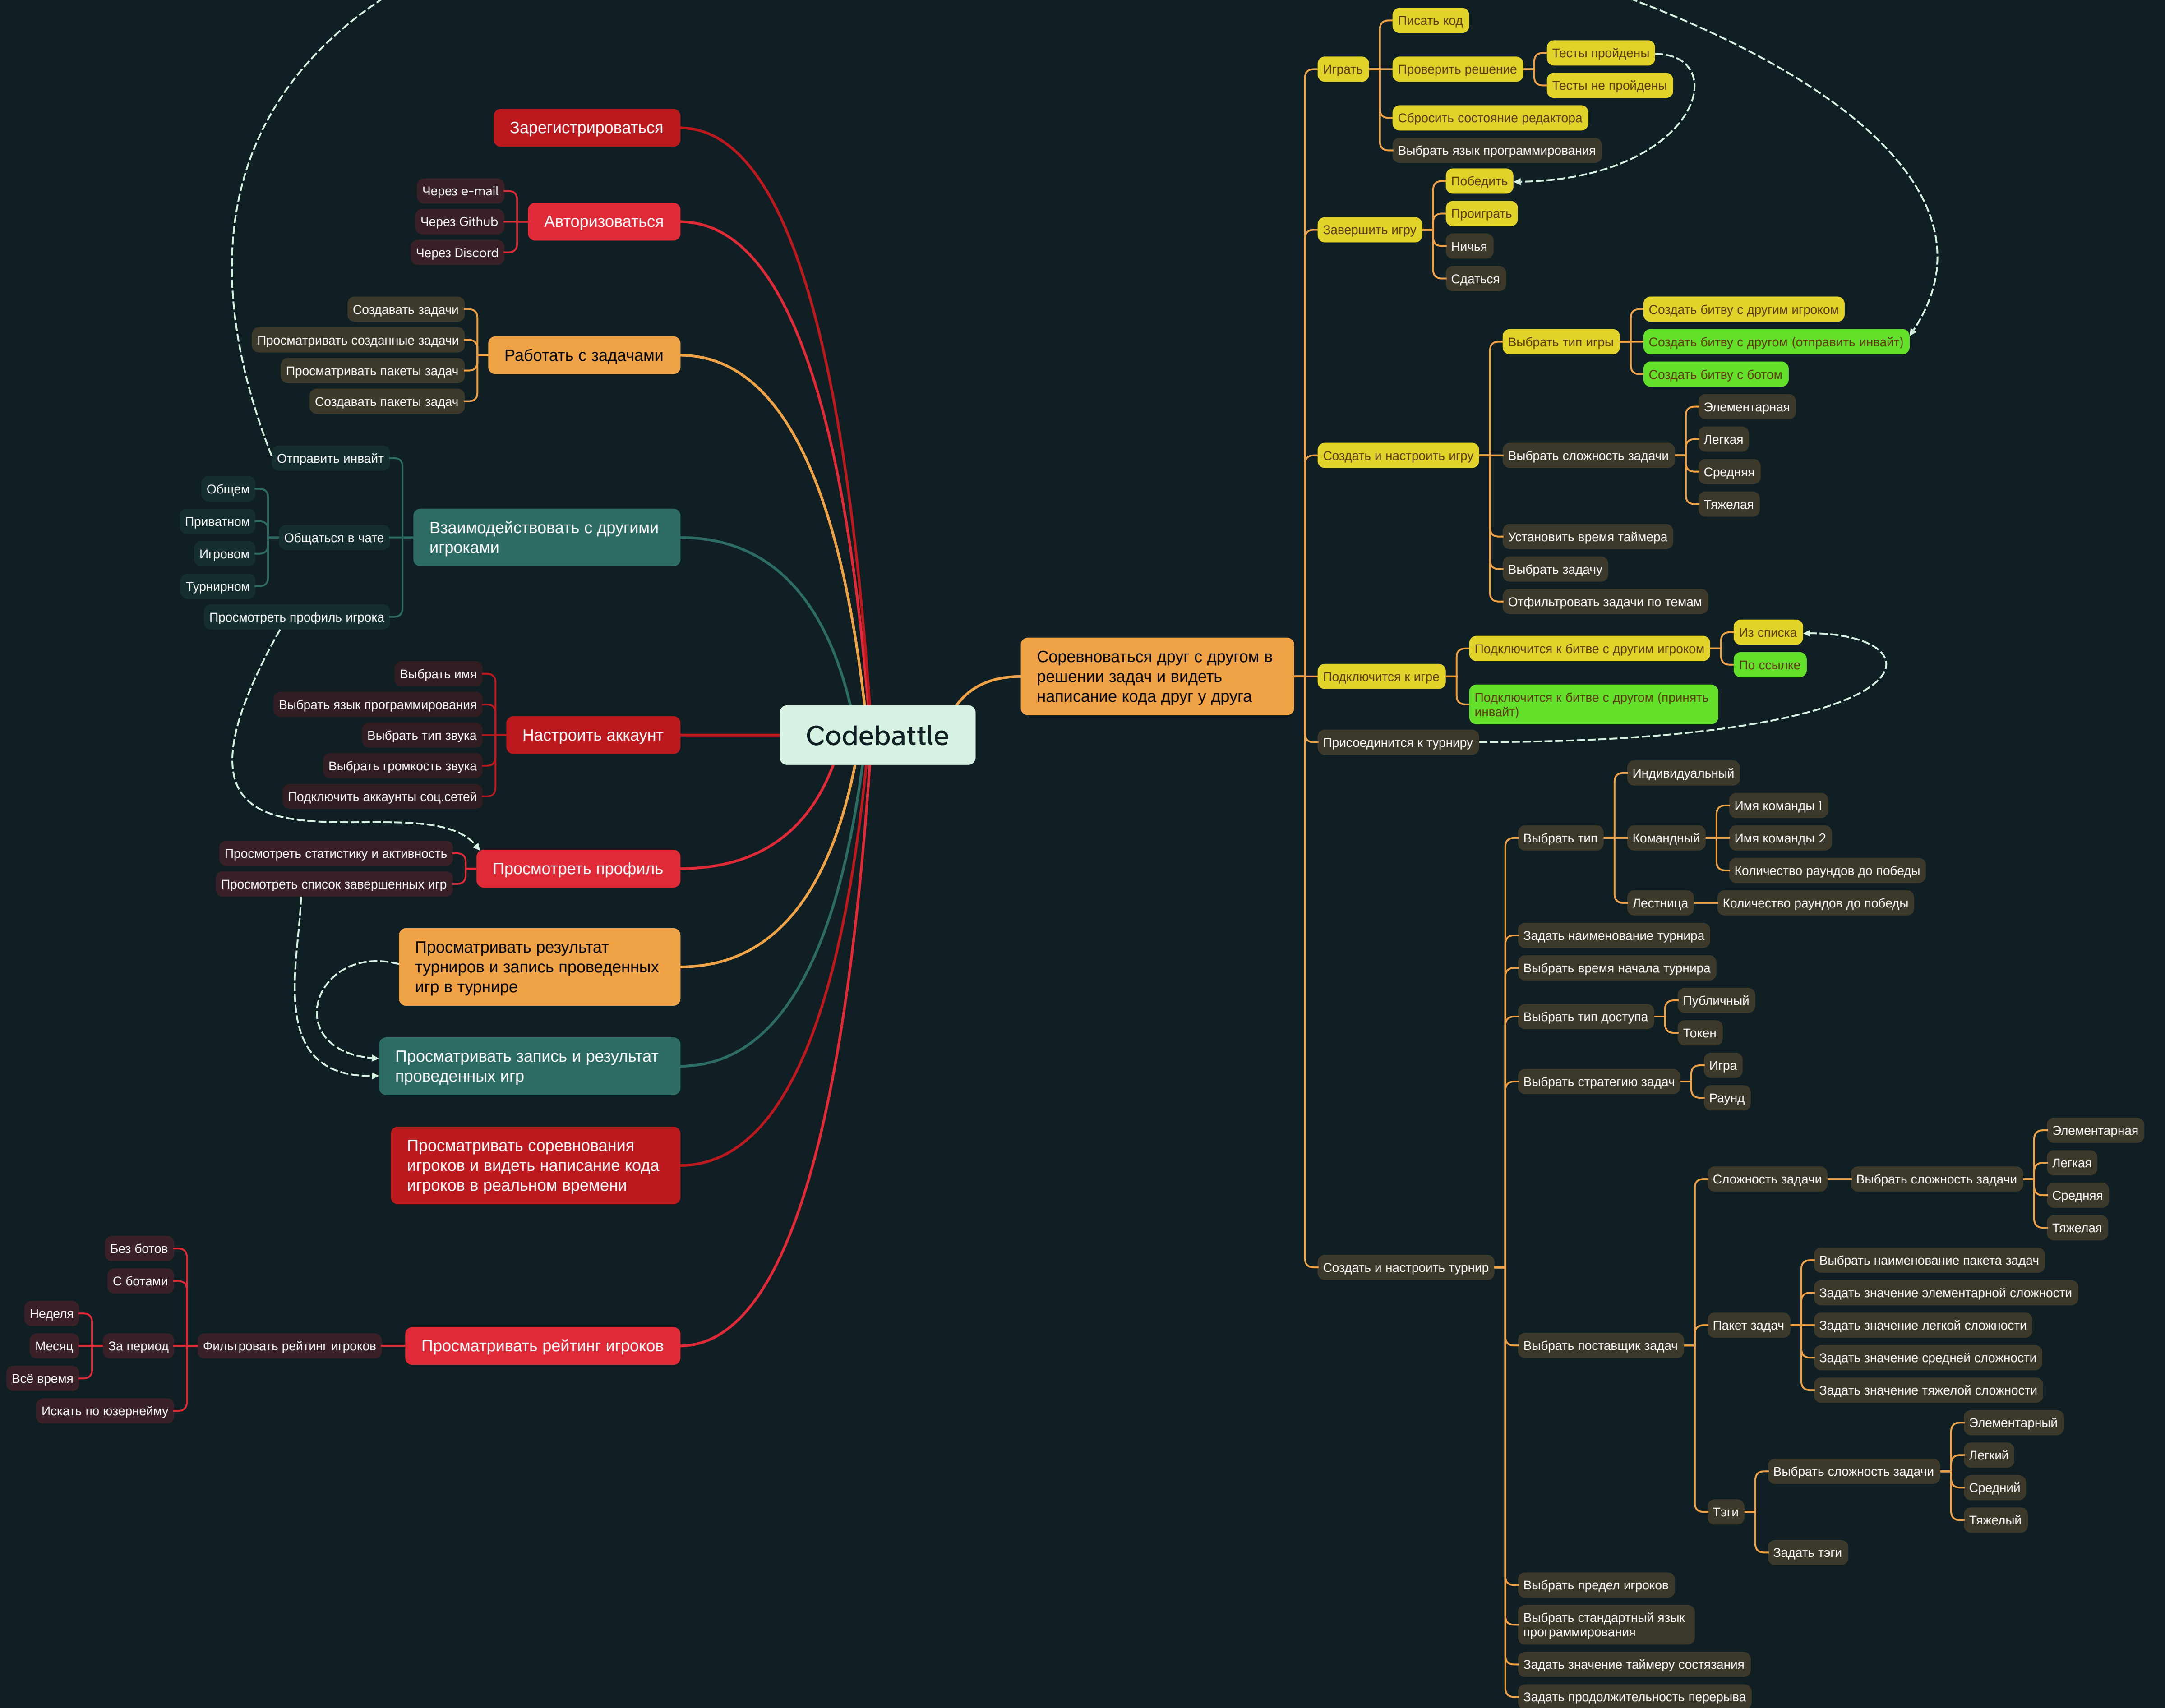 Codebattle
Зарегистрироваться
Авторизоваться
Через e-mail
Через Github
Через Discord
Работать с задачами
Создавать задачи
Просматривать созданные задачи
Просматривать пакеты задач
Создавать пакеты задач
Взаимодействовать с другими
игроками
Отправить инвайт
Общаться в чате
Общем
Приватном
Игровом
Турнирном
Просмотреть профиль игрока
Настроить аккаунт
Выбрать имя
Выбрать язык программирования
Выбрать тип звука
Выбрать громкость звука
Подключить аккаунты соц.сетей
Просмотреть профиль
Просмотреть статистику и активность
Просмотреть список завершенных игр
Просматривать результат
турниров и запись проведенных
игр в турнире
Просматривать запись и результат
проведенных игр
Просматривать соревнования
игроков и видеть написание кода
игроков в реальном времени
Просматривать рейтинг игроков
Фильтровать рейтинг игроков
Без ботов
С ботами
За период
Неделя
Месяц
Всё время
Искать по юзернейму
Соревноваться друг с другом в
решении задач и видеть
написание кода друг у друга
Играть
Писать код
Проверить решение
Тесты пройдены
Тесты не пройдены
Сбросить состояние редактора
Выбрать язык программирования
Завершить игру
Победить
Проиграть
Ничья
Сдаться
Создать и настроить игру
Выбрать тип игры
Создать битву с другим игроком
Создать битву с другом (отправить инвайт)
Создать битву с ботом
Выбрать сложность задачи
Элементарная
Легкая
Средняя
Тяжелая
Установить время таймера
Выбрать задачу
Отфильтровать задачи по темам
Подключится к игре
Подключится к битве с другим игроком
Из списка
По ссылке
Подключится к битве с другом (принять
инвайт)
Присоединится к турниру
Создать и настроить турнир
Выбрать тип
Индивидуальный
Командный
Имя команды 1
Имя команды 2
Количество раундов до победы
Лестница
Количество раундов до победы
Задать наименование турнира
Выбрать время начала турнира
Выбрать тип доступа
Публичный
Токен
Выбрать стратегию задач
Игра
Раунд
Выбрать поставщик задач
Сложность задачи
Выбрать сложность задачи
Элементарная
Легкая
Средняя
Тяжелая
Пакет задач
Выбрать наименование пакета задач
Задать значение элементарной сложности
Задать значение легкой сложности
Задать значение средней сложности
Задать значение тяжелой сложности
Тэги
Выбрать сложность задачи
Элементарный
Легкий
Средний
Тяжелый
Задать тэги
Выбрать предел игроков
Выбрать стандартный язык
программирования
Задать значение таймеру состязания
Задать продолжительность перерыва